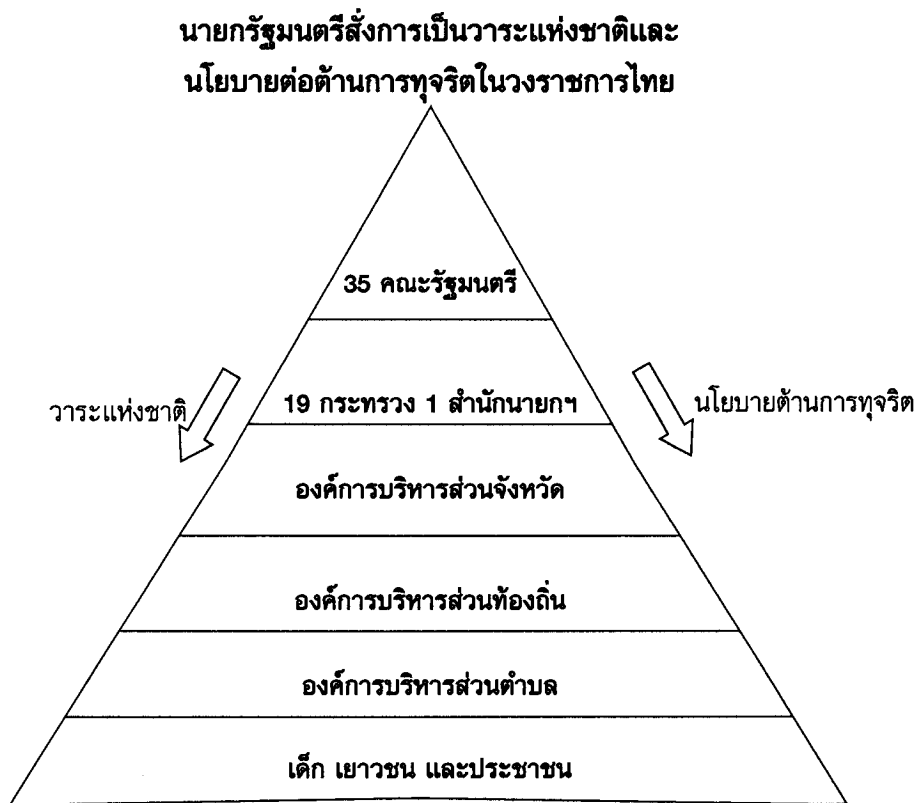 นายกรัฐมนตรีสั่งการเป็นวาระแห่งชาติและ
นโยบายต่อต้านการทุจริตในวงราชการไทย
35 คณะรัฐมนตรี
19 กระทรวง 1 สำนักนายกฯ
วาระแห่งชาติ
นโยบายต้านการทุจริต
องค์การบริหารส่วนจังหวัด
องค์การบริหารส่วนท้องถิ่น
องค์การบริหารส่วนตำบล
เด็ก เยาวชน และประชาชน